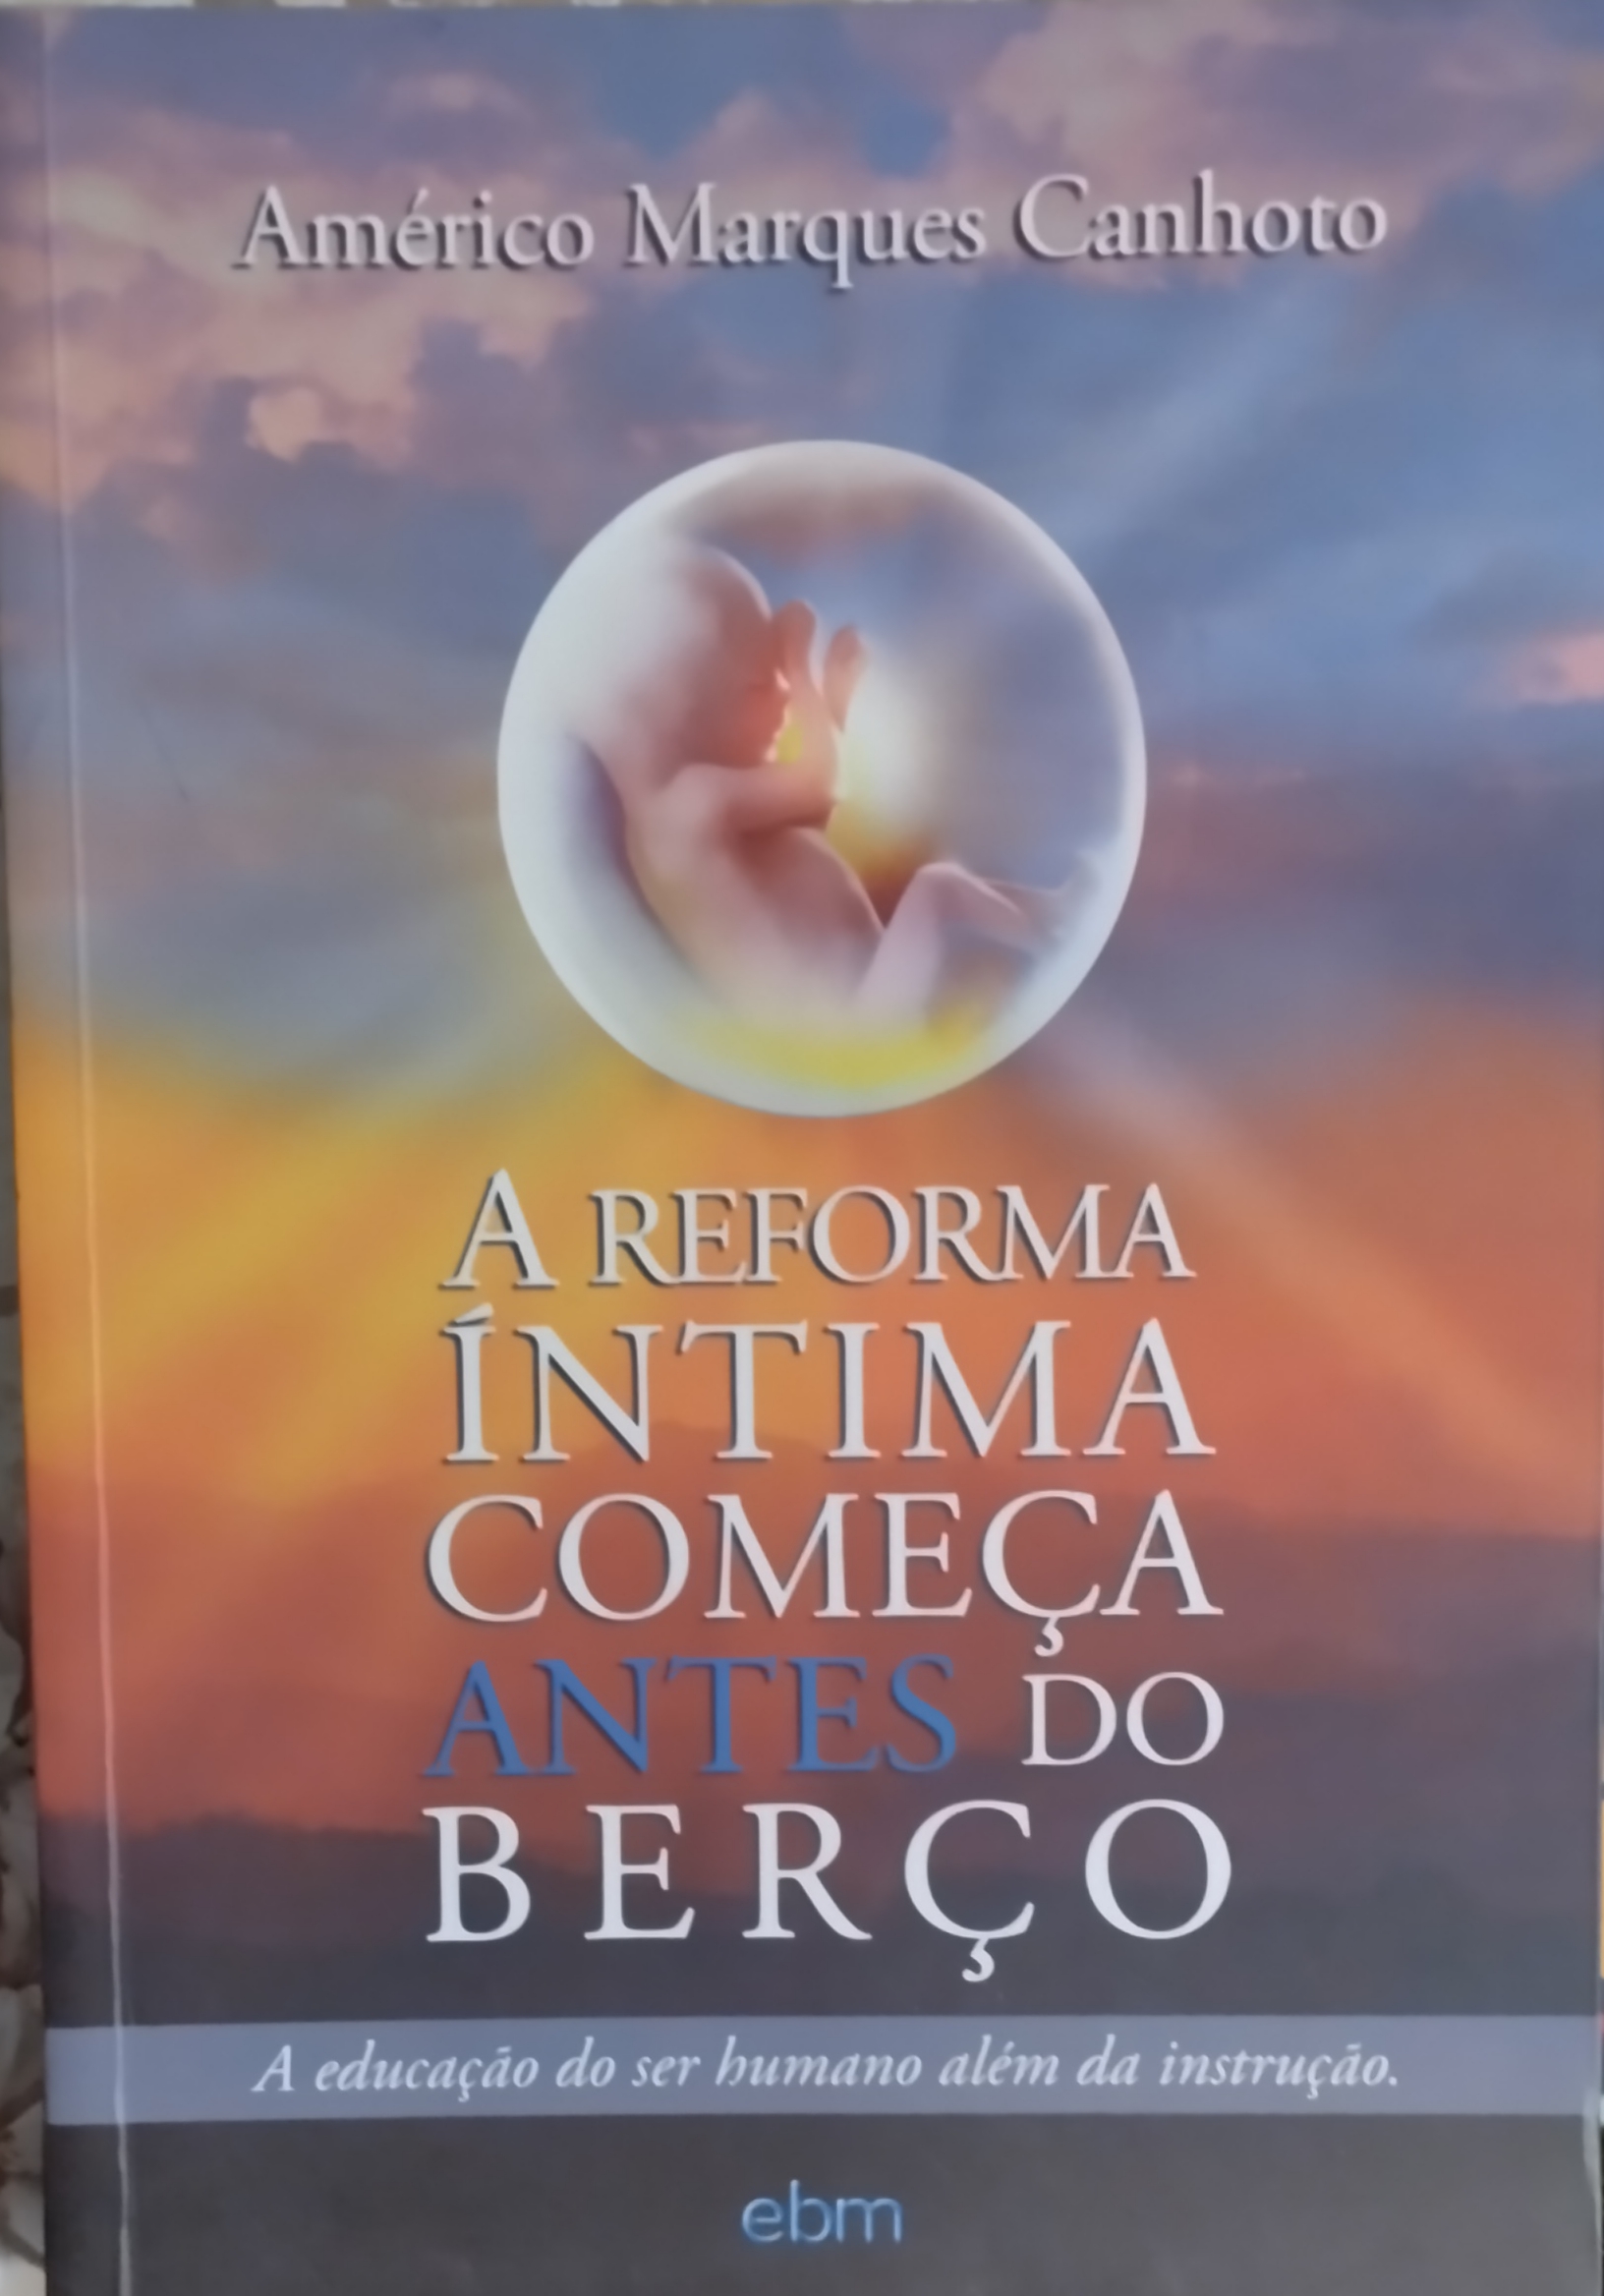 Américo Marques Canhoto
A REFORMA
ÍNTIMA
COMEÇA
ANTES DO
BERÇO
A educação do ser humano além da instrução.
ebm